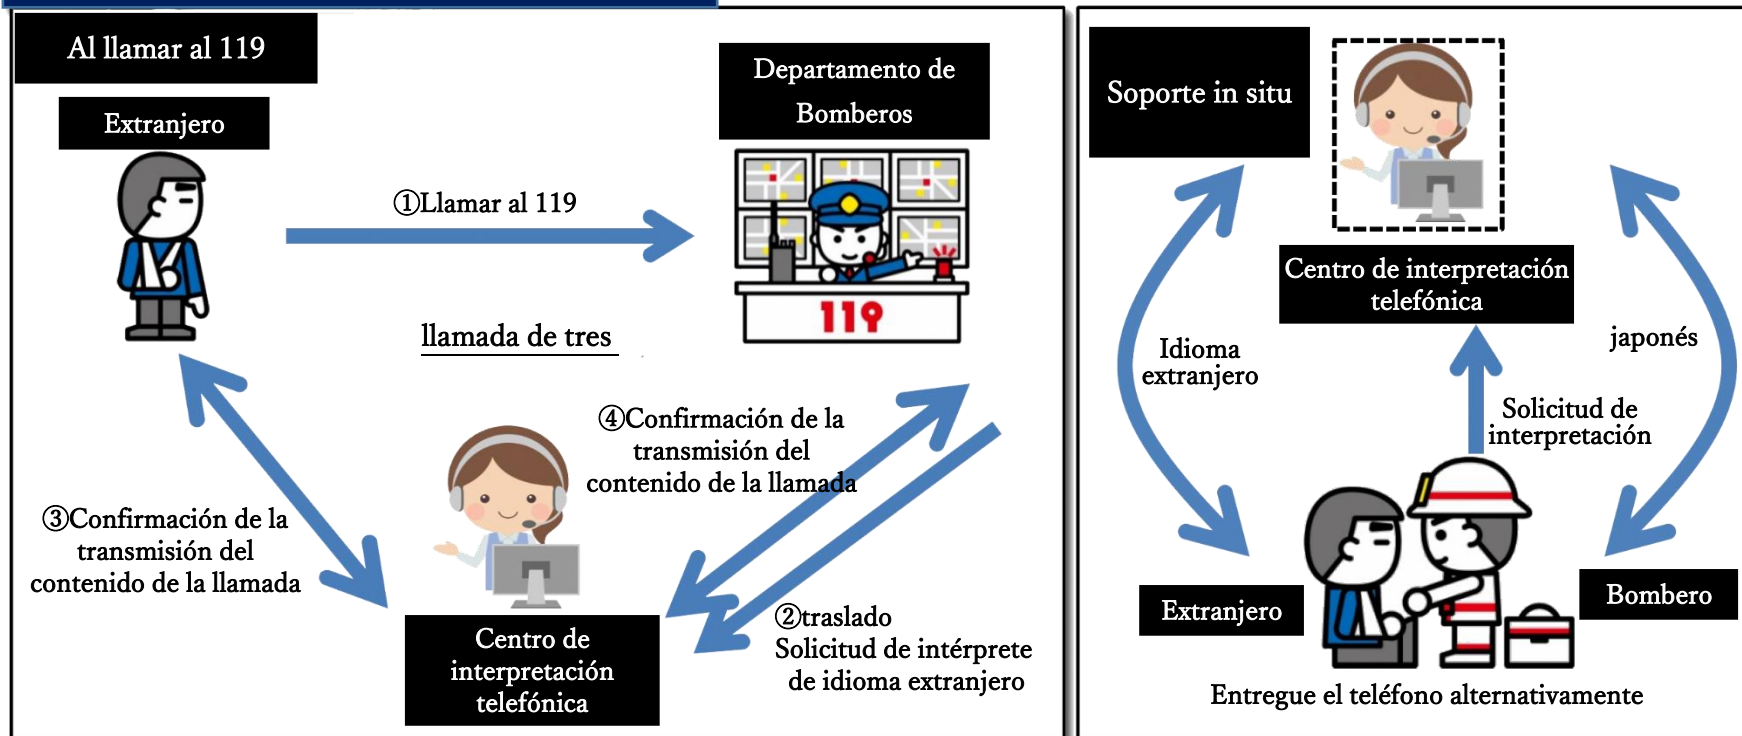 Al llamar al 119
Extranjero
Departamento de
Bomberos
①Llamar al 119
119
llamada de tres
④Confirmación de la
transmisión del
contenido de la llamada
③Confirmación de la
transmisión del
contenido de la llamada
Centro de
interpretación
telefónica
②traslado
Solicitud de intérprete
de idioma extranjero
Soporte in situ
Centro de interpretación
telefónica
Idioma
extranjero
japonés
Solicitud de
interpretación
Extranjero
Bombero
Entregue el teléfono alternativamente